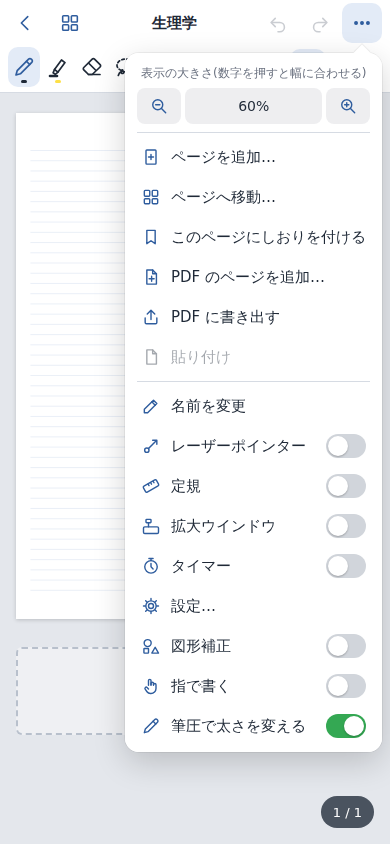 生理学
表示の大きさ(数字を押すと幅に合わせる)
60%
ページを追加…
ページへ移動…
このページにしおりを付ける
PDF のページを追加…
PDF に書き出す
貼り付け
名前を変更
レーザーポインター
定規
拡大ウインドウ
タイマー
設定…
図形補正
指で書く
筆圧で太さを変える
1 / 1